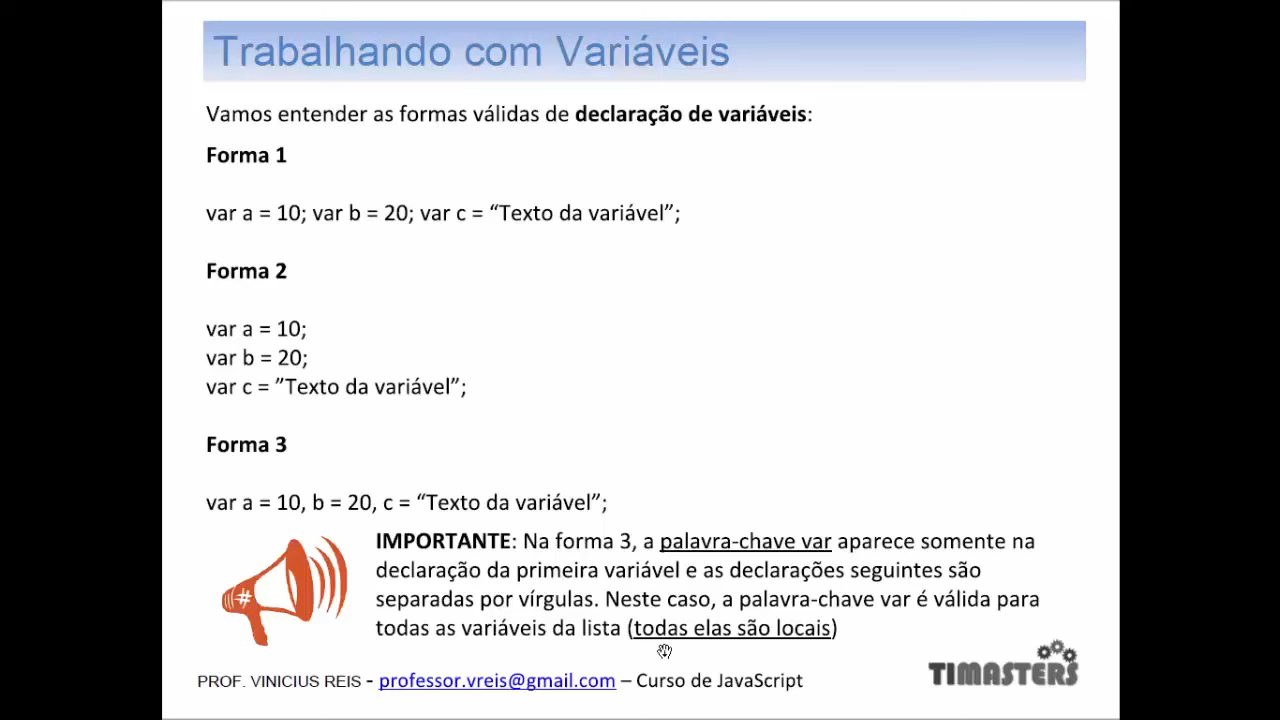 Trabalhando com Variáveis
Vamos entender as formas válidas de declaração de variáveis:
Forma 1
var a = 10; var b = 20; var c = “Texto da variável”;
Forma 2
var a = 10;
var b = 20;
var c = ”Texto da variável”;
Forma 3
var a = 10, b = 20, c = “Texto da variável”;
IMPORTANTE: Na forma 3, a palavra-chave var aparece somente na
declaração da primeira variável e as declarações seguintes são
separadas por vírgulas. Neste caso, a palavra-chave var é válida para
todas as variáveis da lista (todas elas são locais)
#
TIMASTERS
PROF. VINICIUS REIS - professor.vreis@gmail.com – Curso de JavaScript